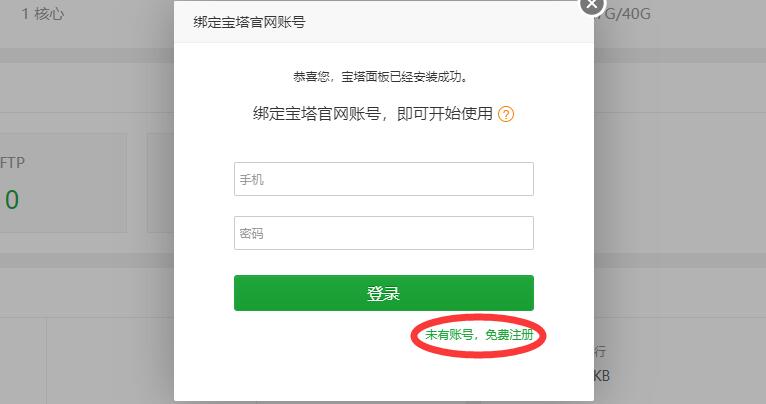 1 核心
绑定宝塔官网账号
G/40G
恭喜您，宝塔面板已经安装成功。
绑定宝塔官网账号，即可开始使用 ?
手机
FTP
0
密码
登录
未有账号，免费注册
行
KB